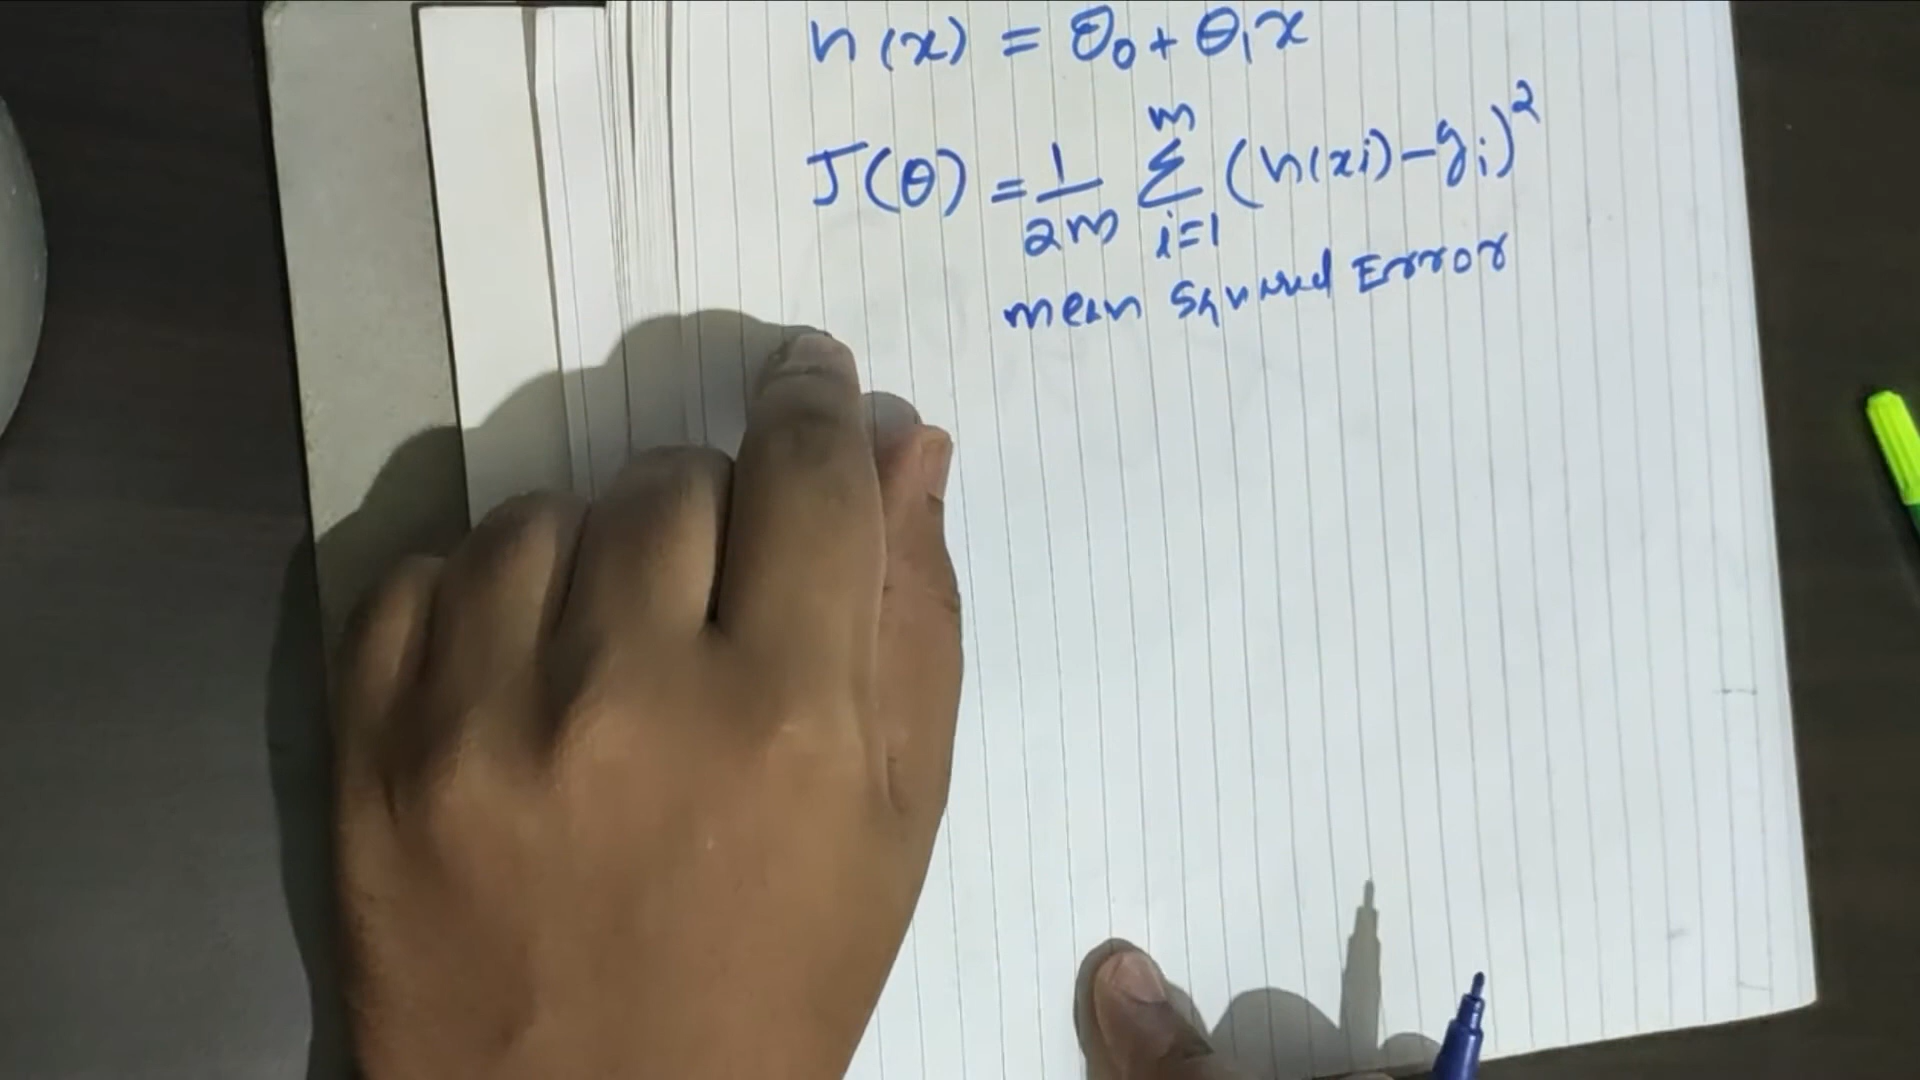 h(x) = θ₀ + θ₁x
J(θ) = 1/2m Σ_{i=1}^{m} (h(xi) - yi)²
mean Squared Error